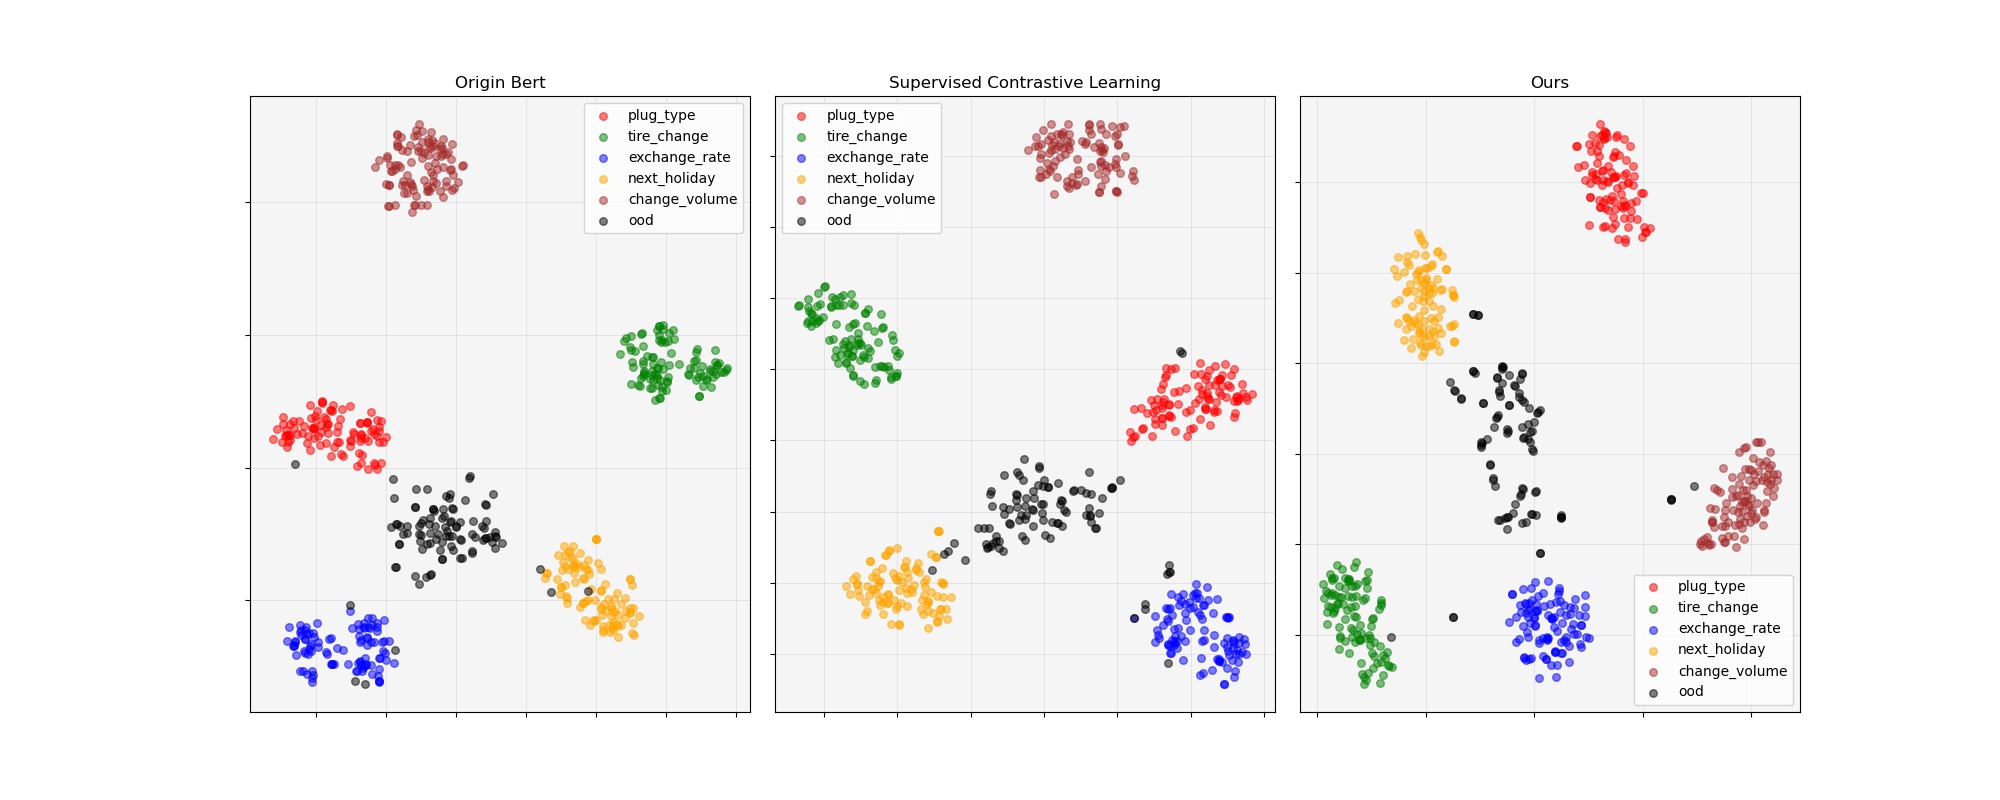 Origin Bert
plug_type
tire_change
exchange_rate
next_holiday
change_volume
ood
Supervised Contrastive Learning
plug_type
tire_change
exchange_rate
next_holiday
change_volume
ood
Ours
plug_type
tire_change
exchange_rate
next_holiday
change_volume
ood